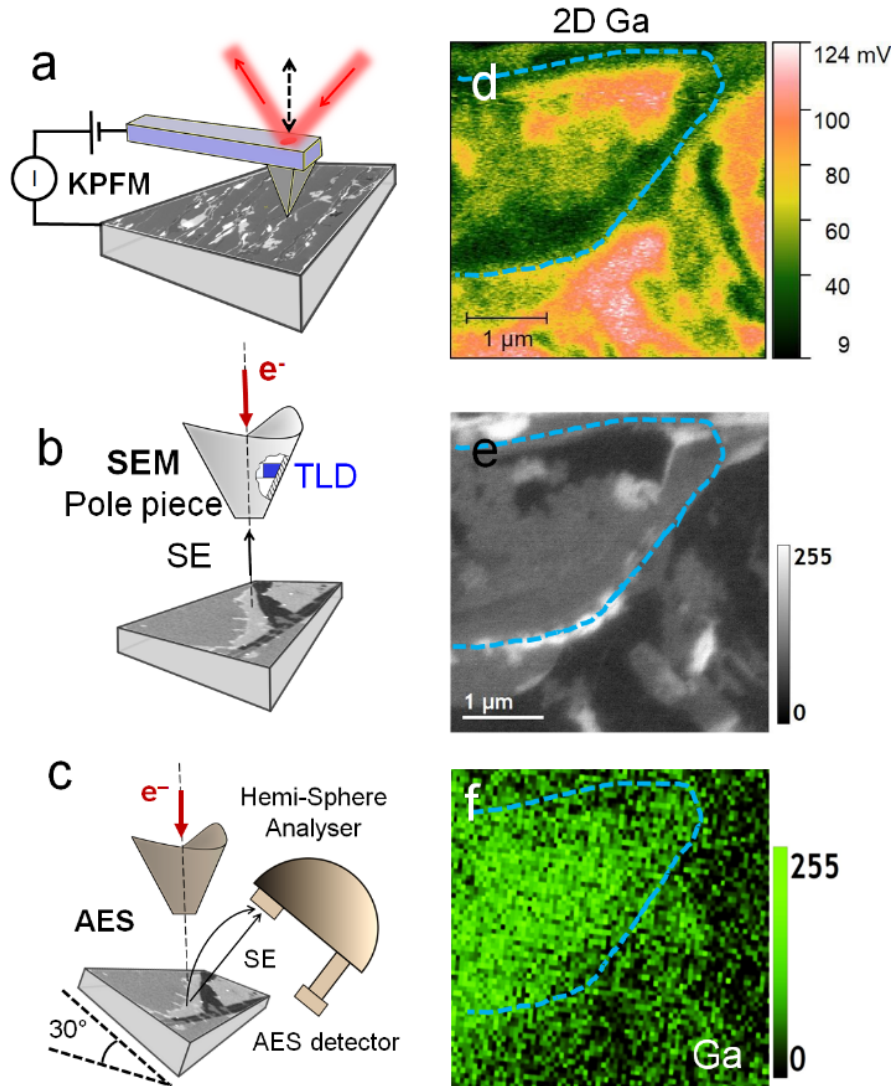 2D Ga
a
KPFM
I
d
124 mV
100
80
60
40
9
1 µm
b
e-
SEM
Pole piece
TLD
SE
e
255
0
1 µm
c
e–
Hemi-Sphere
Analyser
AES
SE
30°
AES detector
f
Ga
255
0